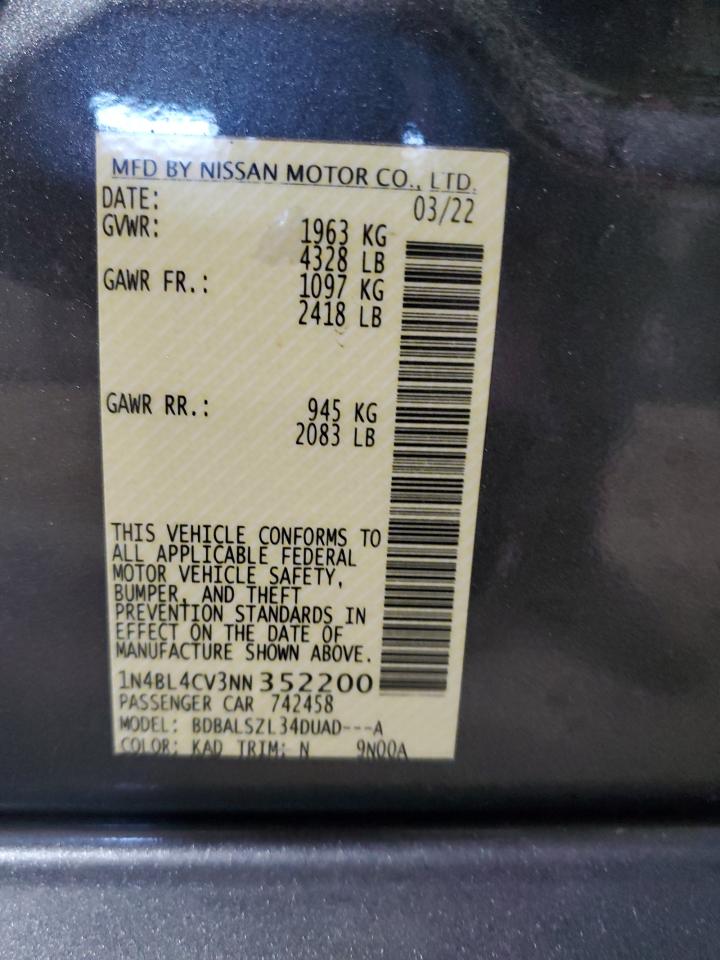 MFD BY NISSAN MOTOR CO., LTD.
DATE: 03/22
GVWR: 1963 KG
4328 LB
GAWR FR.: 1097 KG
2418 LB
GAWR RR.: 945 KG
2083 LB
THIS VEHICLE CONFORMS TO
ALL APPLICABLE FEDERAL
MOTOR VEHICLE SAFETY,
BUMPER, AND THEFT
PREVENTION STANDARDS IN
EFFECT ON THE DATE OF
MANUFACTURE SHOWN ABOVE.
1N4BL4CV3NN352200
PASSENGER CAR 742458
MODEL: BDBALSZL34DUAD---A
COLOR: KAD TRIM: N 9N00A